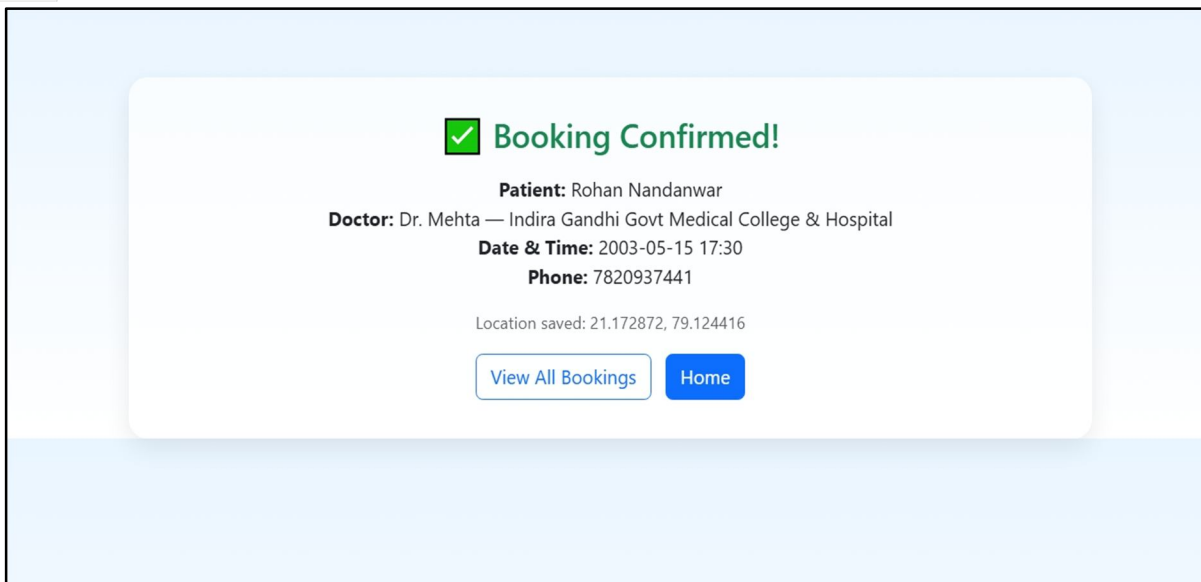 ✅ Booking Confirmed!
Patient: Rohan Nandanwar
Doctor: Dr. Mehta — Indira Gandhi Govt Medical College & Hospital
Date & Time: 2003-05-15 17:30
Phone: 7820937441
Location saved: 21.172872, 79.124416
View All Bookings
Home